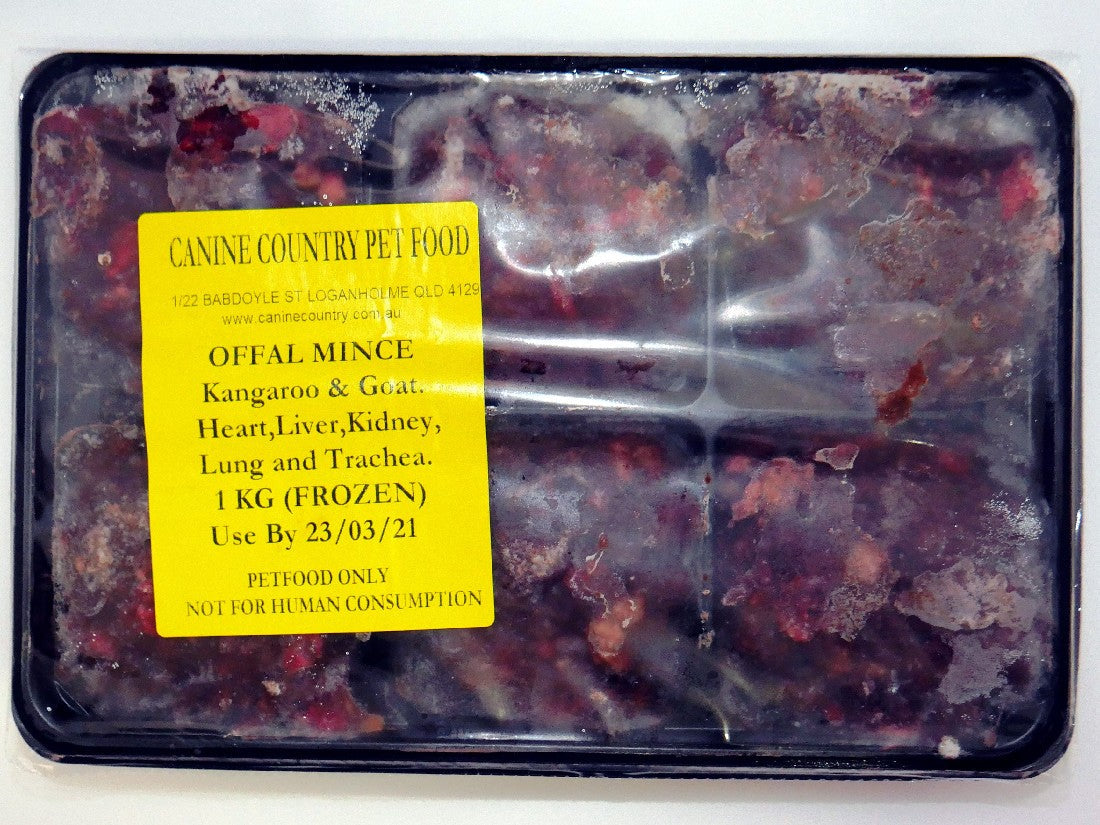 CANINE COUNTRY PET FOOD
1/22 BABDOYLE ST LOGANHOLME QLD 4129
www.caninecountry.com.au
OFFAL MINCE
Kangaroo & Goat.
Heart,Liver,Kidney,
Lung and Trachea.
1 KG (FROZEN)
Use By 23/03/21
PETFOOD ONLY
NOT FOR HUMAN CONSUMPTION